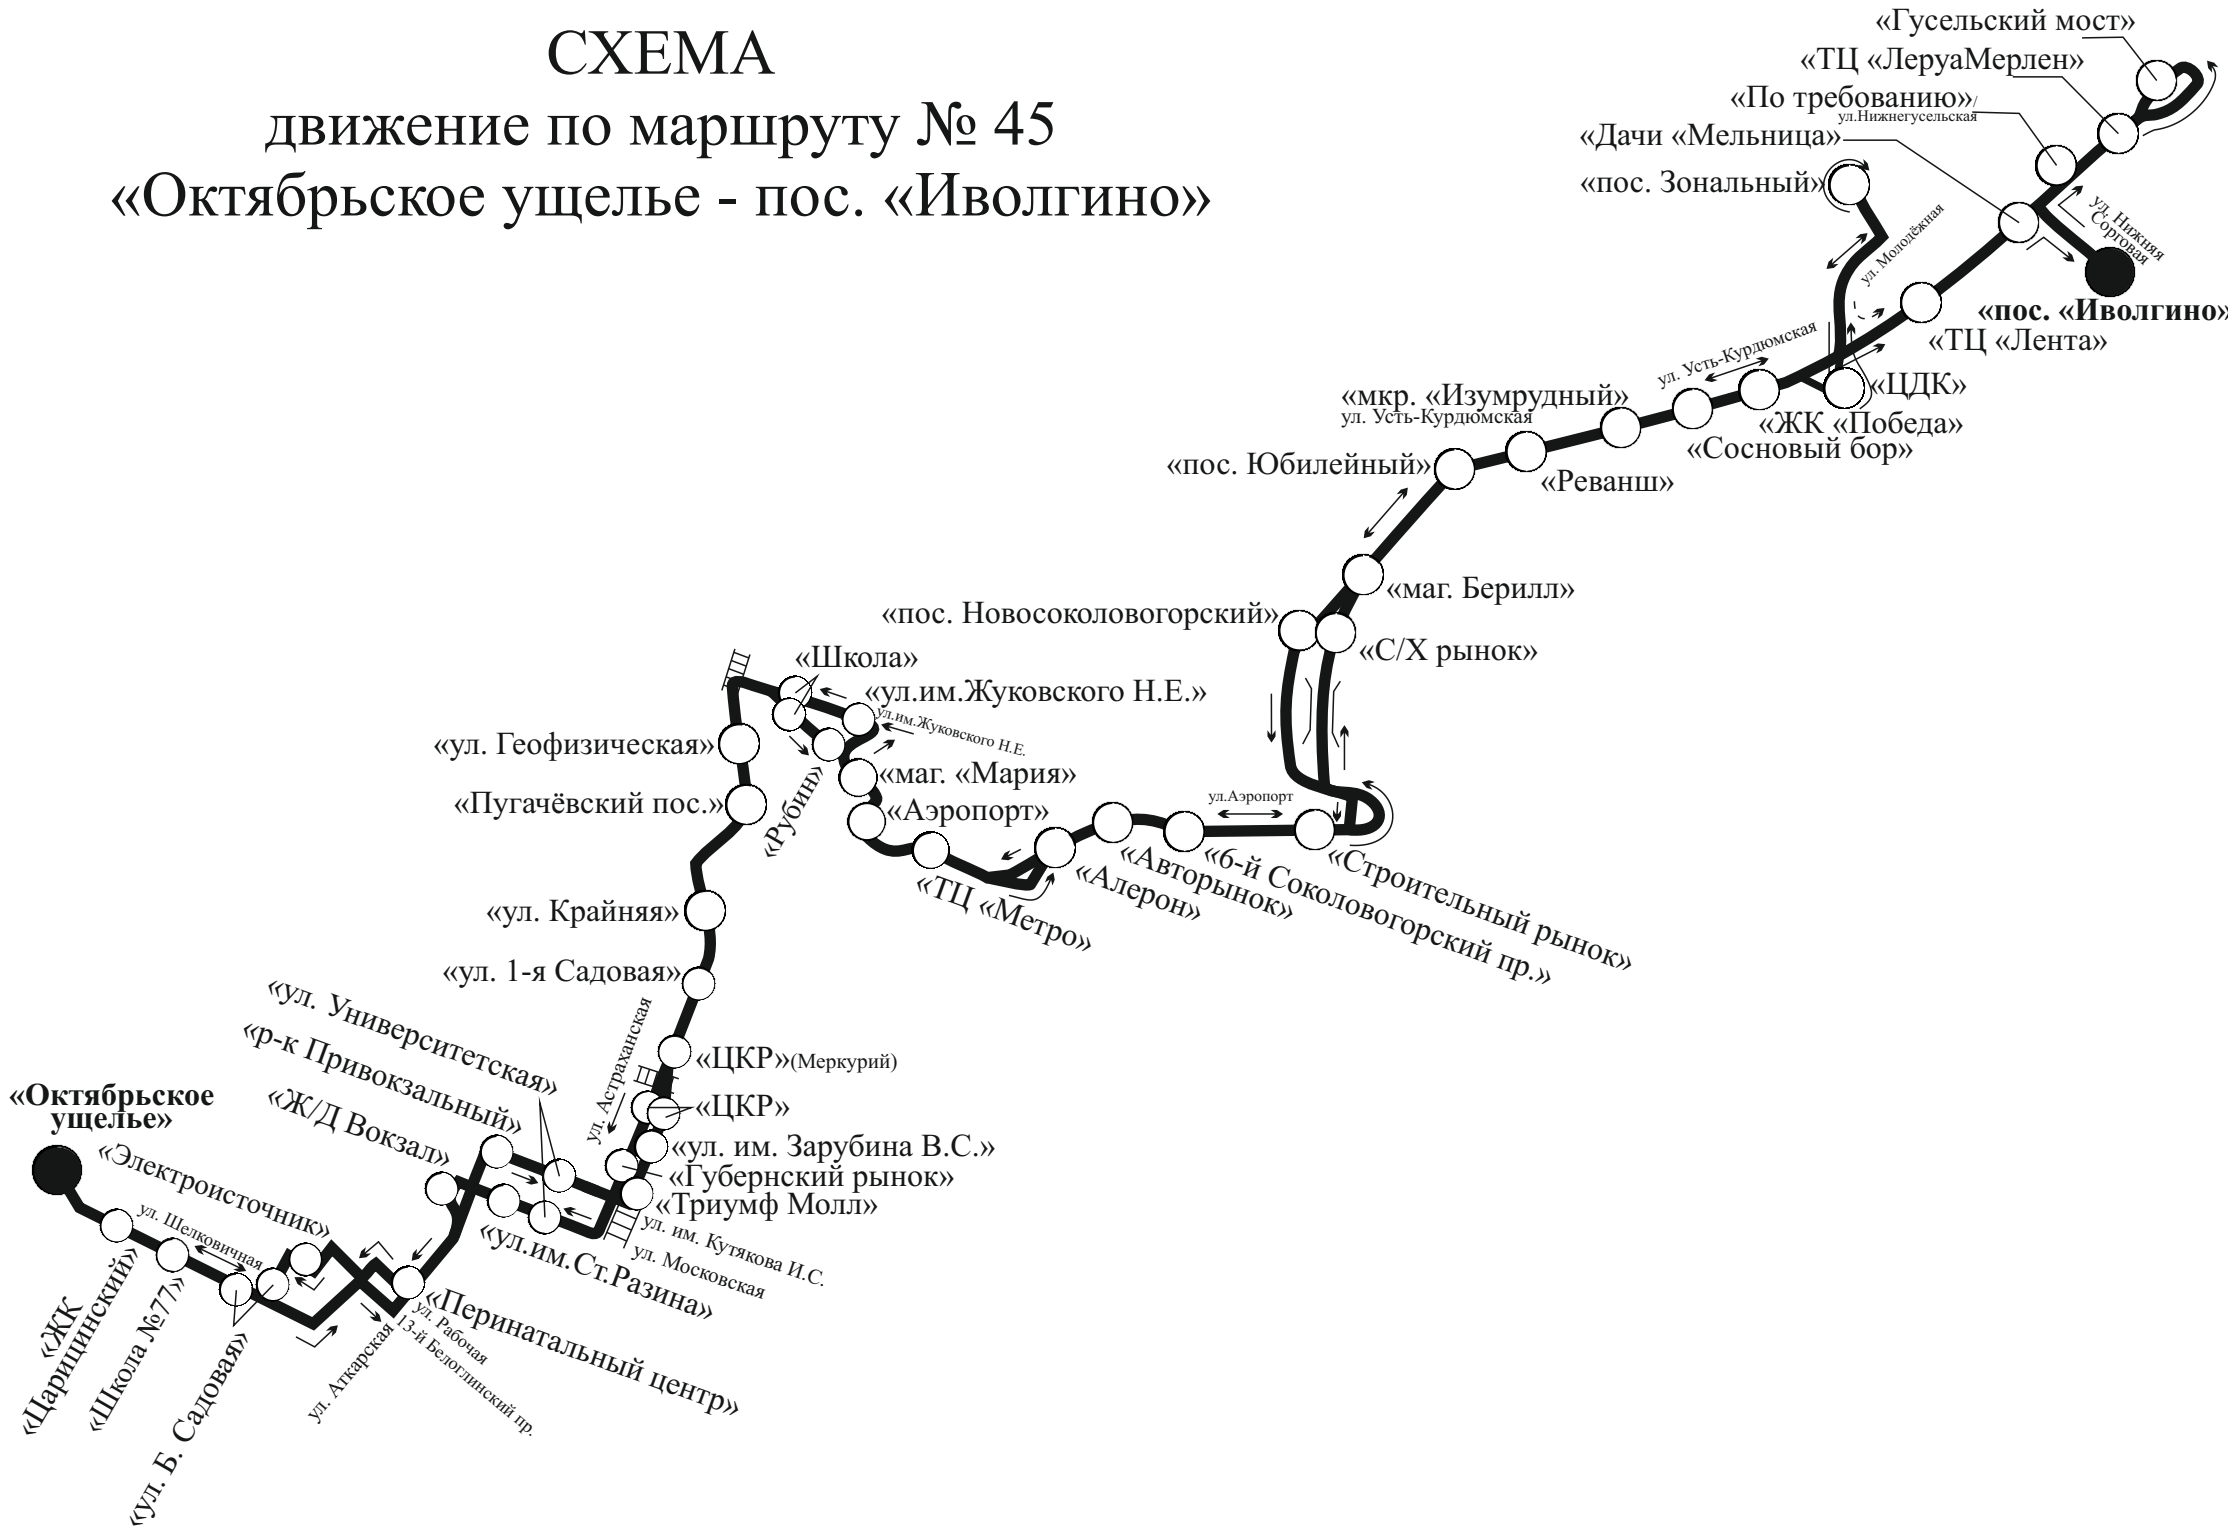 СХЕМА
движение по маршруту № 45
«Октябрьское ущелье - пос. «Иволгино»
«Гусельский мост»
«ТЦ «ЛеруаМерлен»
«По требованию»/
ул.Нижнегусельская
«Дачи «Мельница»
«пос. Зональный»
ул. Молодёжная
ул. Нижняя
Сорговая
«пос. «Иволгино»
«ТЦ «Лента»
ул. Усть-Курдюмская
«ЦДК»
«мкр. «Изумрудный»
ул. Усть-Курдюмская
«ЖК «Победа»
«Сосновый бор»
«пос. Юбилейный»
«Реванш»
«маг. Берилл»
«пос. Новосоколовогорский»
«С/Х рынок»
«Школа»
«ул.им.Жуковского Н.Е.»
ул.им.Жуковского Н.Е.
«ул. Геофизическая»
«маг. «Мария»
«Пугачёвский пос.»
«Рубин»
«Аэропорт»
ул.Аэропорт
«Строительный рынок»
«6-й Соколовогорский пр.»
«Авторынок»
«Алерон»
«ТЦ «Метро»
«ул. Крайняя»
«ул. 1-я Садовая»
ул. Астраханская
«ул. Университетская»
«р-к Привокзальный»
«Ж/Д Вокзал»
«ЦКР»(Меркурий)
«ЦКР»
«ул. им. Зарубина В.С.»
«Губернский рынок»
«Триумф Молл»
ул. им. Кутякова И.С.
ул. Московская
«ул.им.Ст.Разина»
«Октябрьское
ущелье»
«Электроисточник»
ул. Шелковичная
«Перинатальный центр»
ул. Рабочая
13-й Белоглинский пр.
ул. Аткарская
«ЖК
«Царицинский»
«Школа №77»
«ул. Б. Садовая»